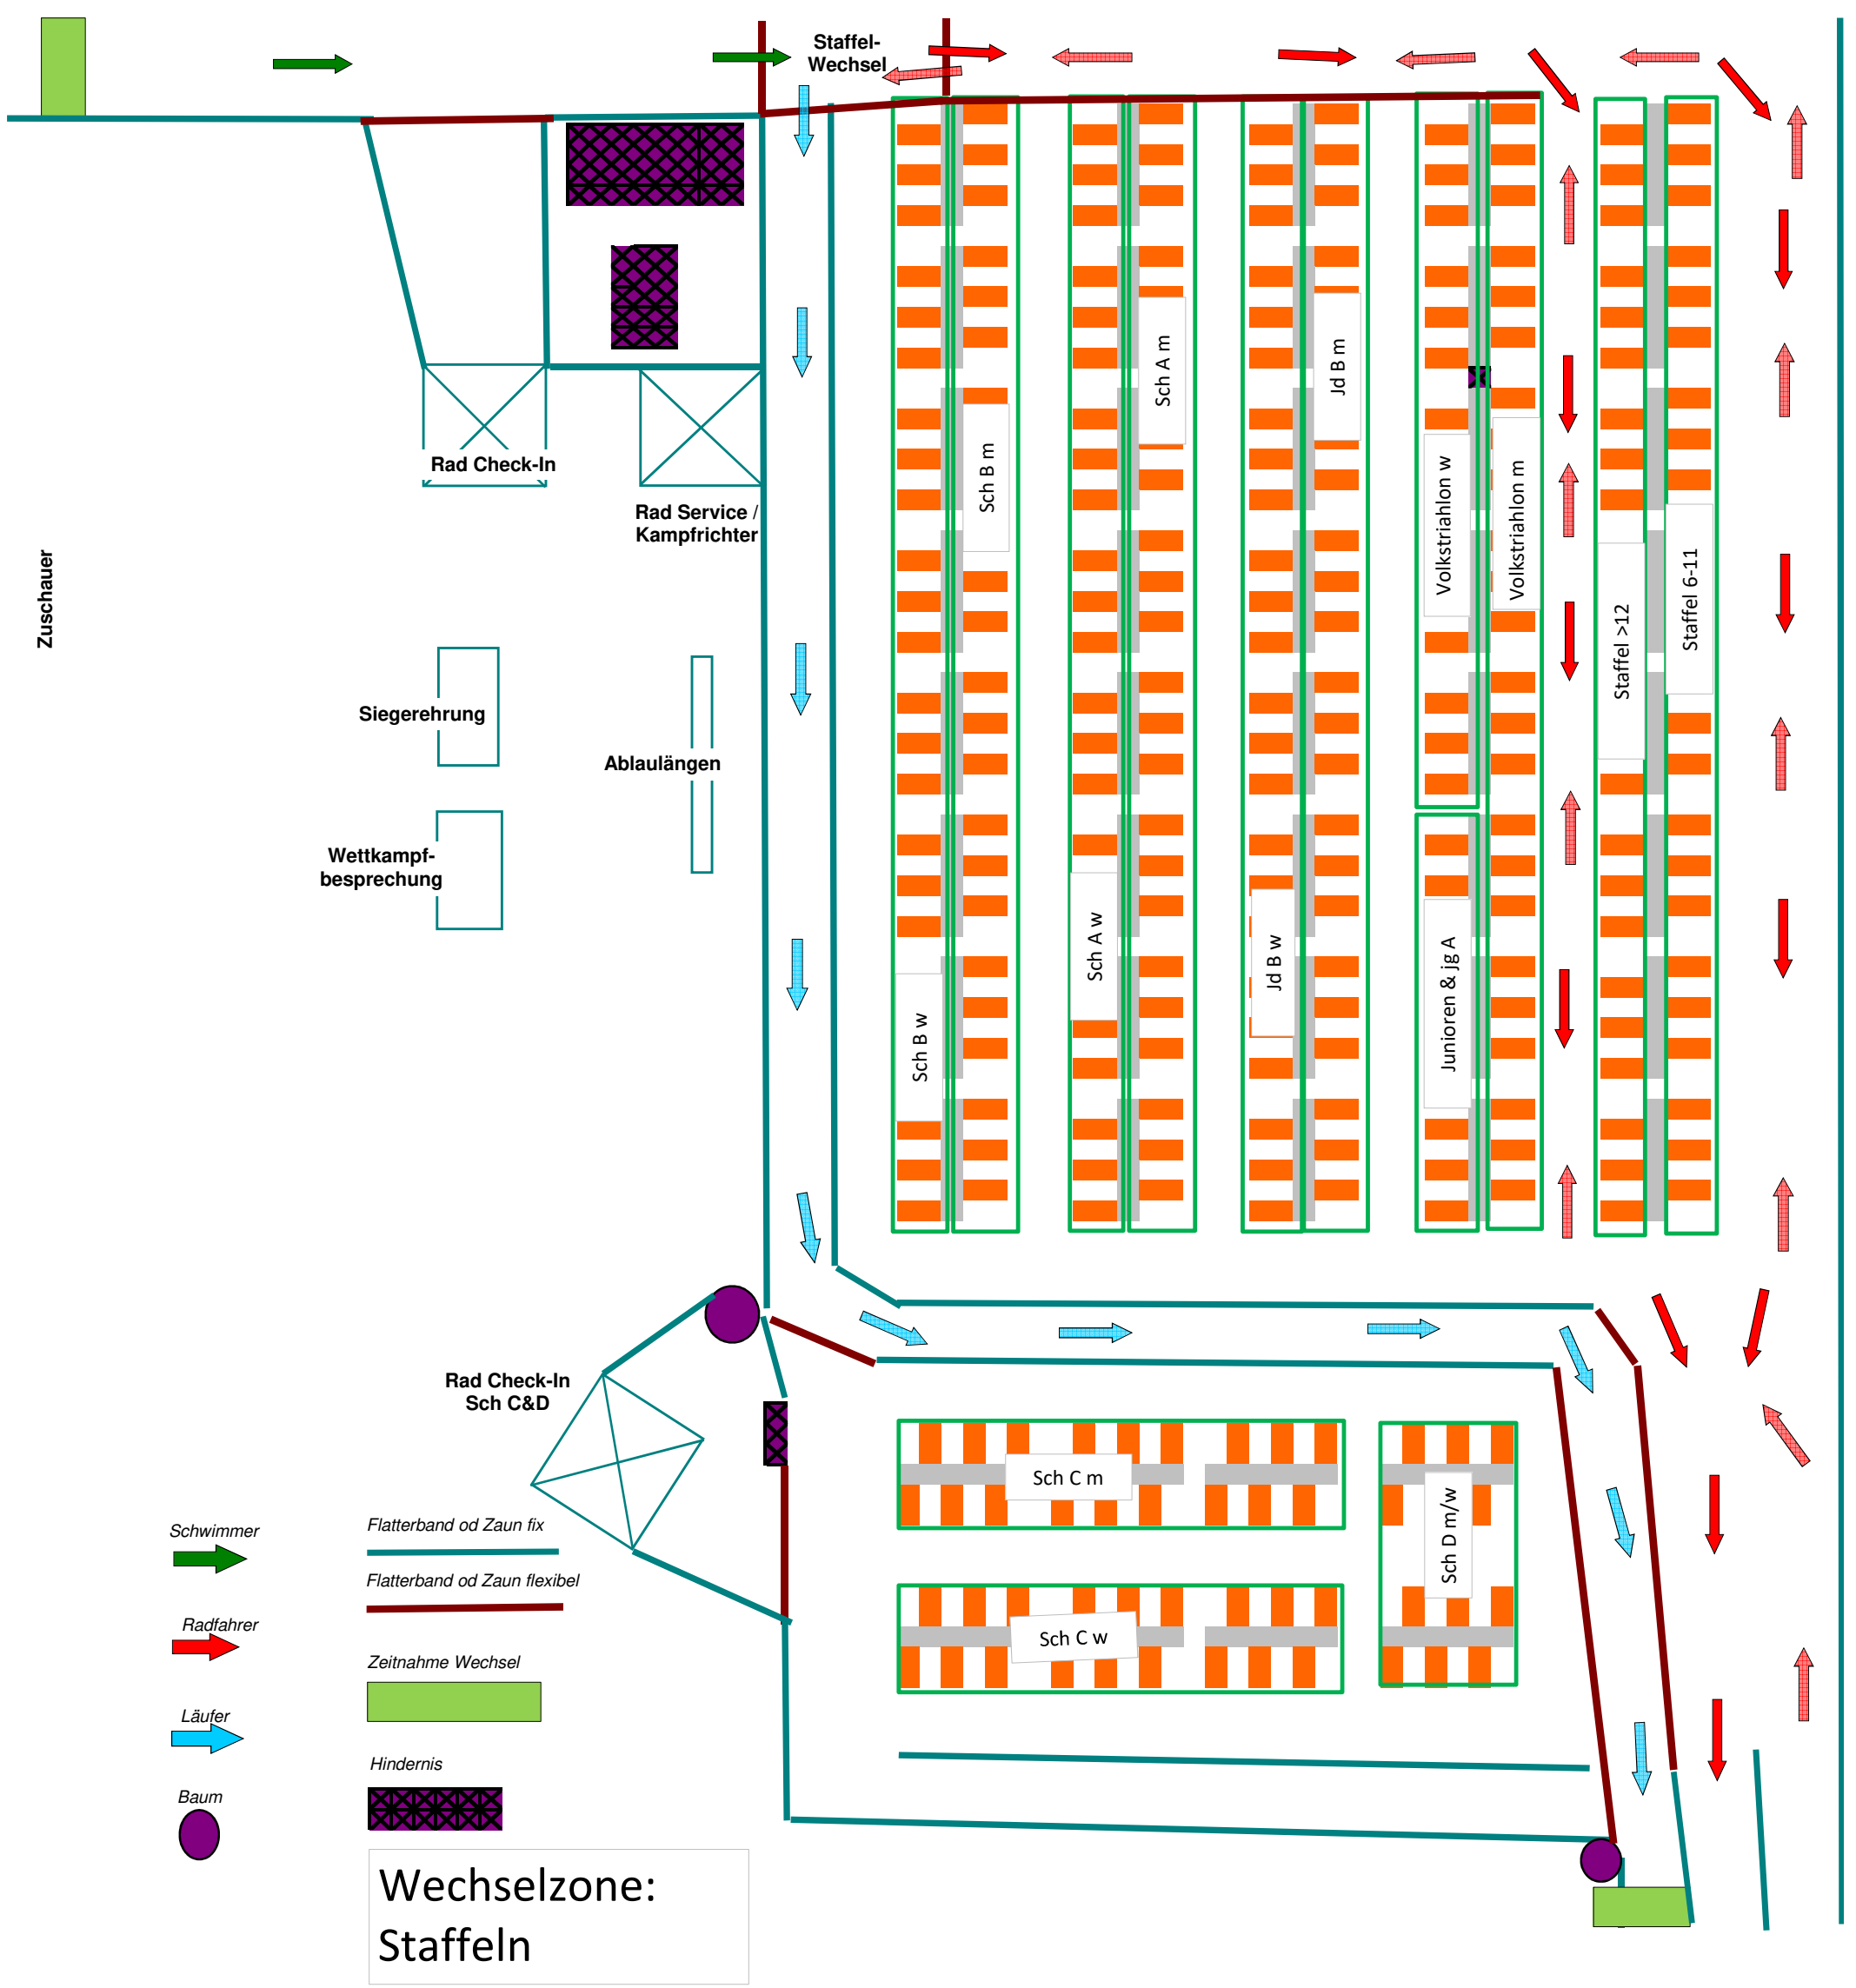 Staffel-
Wechsel
Rad Check-In
Rad Service /
Kampfrichter
Zuschauer
Siegerehrung
Ablaulängen
Wettkampf-
besprechung
Sch B m
Sch A m
Jd B m
Volkstriahlon w
Volkstriahlon m
Staffel >12
Staffel 6-11
Sch B w
Sch A w
Jd B w
Junioren & jg A
Rad Check-In
Sch C&D
Sch C m
Sch D m/w
Sch C w
Schwimmer
Radfahrer
Läufer
Baum
Flatterband od Zaun fix
Flatterband od Zaun flexibel
Zeitnahme Wechsel
Hindernis
Wechselzone:
Staffeln